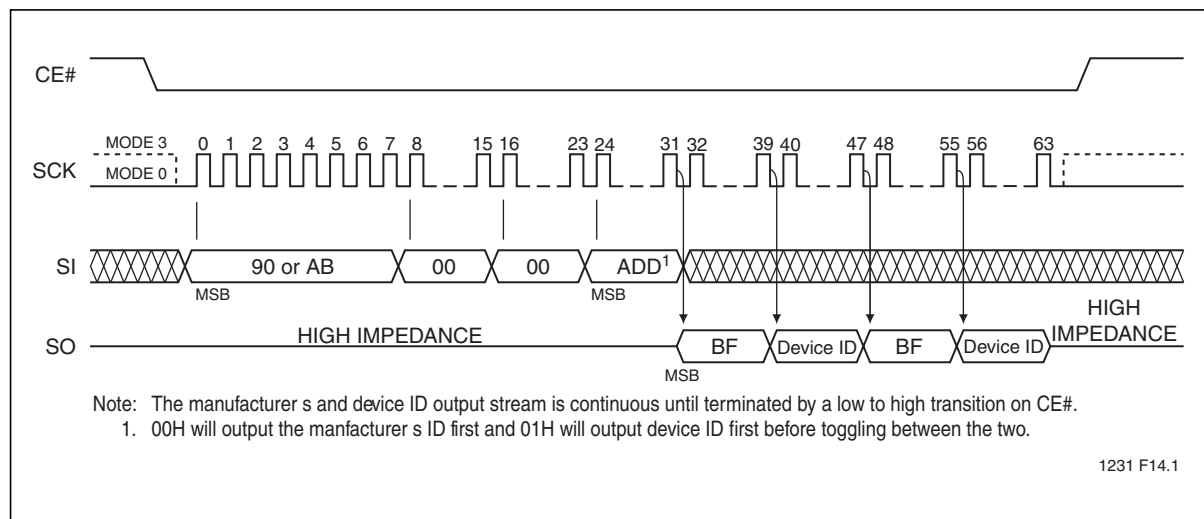 CE#
MODE 3
0 1 2 3 4 5 6 7 8 15 16 23 24 31 32 39 40 47 48 55 56 63
SCK
MODE 0
SI
90 or AB 00 00 ADD1
MSB MSB
HIGH IMPEDANCE
HIGH IMPEDANCE
SO
BF Device ID BF Device ID
MSB
Note: The manufacturer s and device ID output stream is continuous until terminated by a low to high transition on CE#.
1. 00H will output the manfacturer s ID first and 01H will output device ID first before toggling between the two.
1231 F14.1